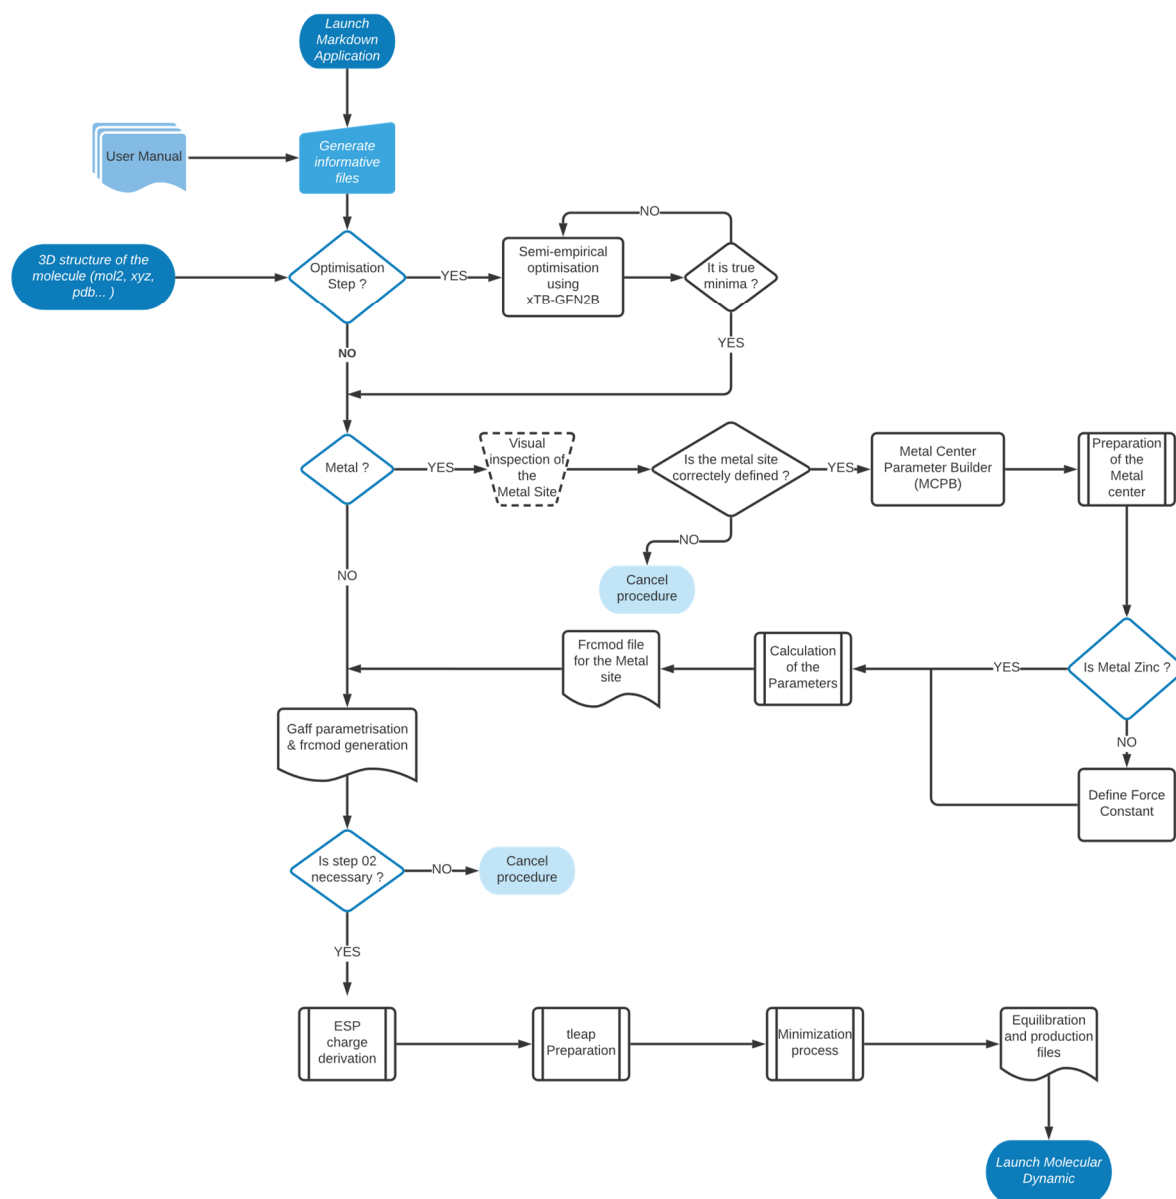 Launch
Markdown
Application
User Manual
Generate
informative
files
3D structure of the
molecule (mol2, xyz,
pdb... )
Optimisation
Step ?
YES
Semi-empirical
optimisation
using
xTB-GFN2B
NO
It is true
minima ?
YES
NO
Metal ?
YES
Visual
inspection of
the
Metal Site
Is the metal site
correctely defined ?
YES
Metal Center
Parameter Builder
(MCPB)
Preparation
of the
Metal
center
NO
Cancel
procedure
NO
Is Metal Zinc ?
YES
Calculation
of the
Parameters
Frcmod file
for the Metal
site
NO
Define Force
Constant
Gaff parametrisation
& frcmod generation
Is step 02
necessary ?
NO
Cancel
procedure
YES
ESP
charge
derivation
tleap
Preparation
Minimization
process
Equilibration
and production
files
Launch Molecular
Dynamic